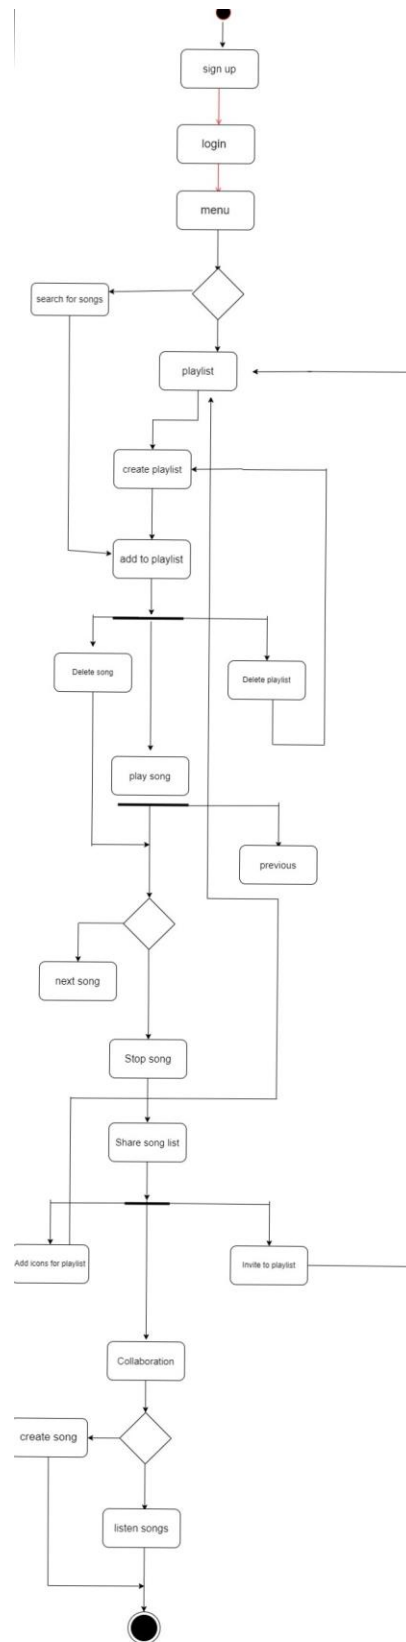 sign up
login
menu
search for songs
playlist
create playlist
add to playlist
Delete song
Delete playlist
play song
previous
next song
Stop song
Share song list
Add icons for playlist
Invite to playlist
Collaboration
create song
listen songs